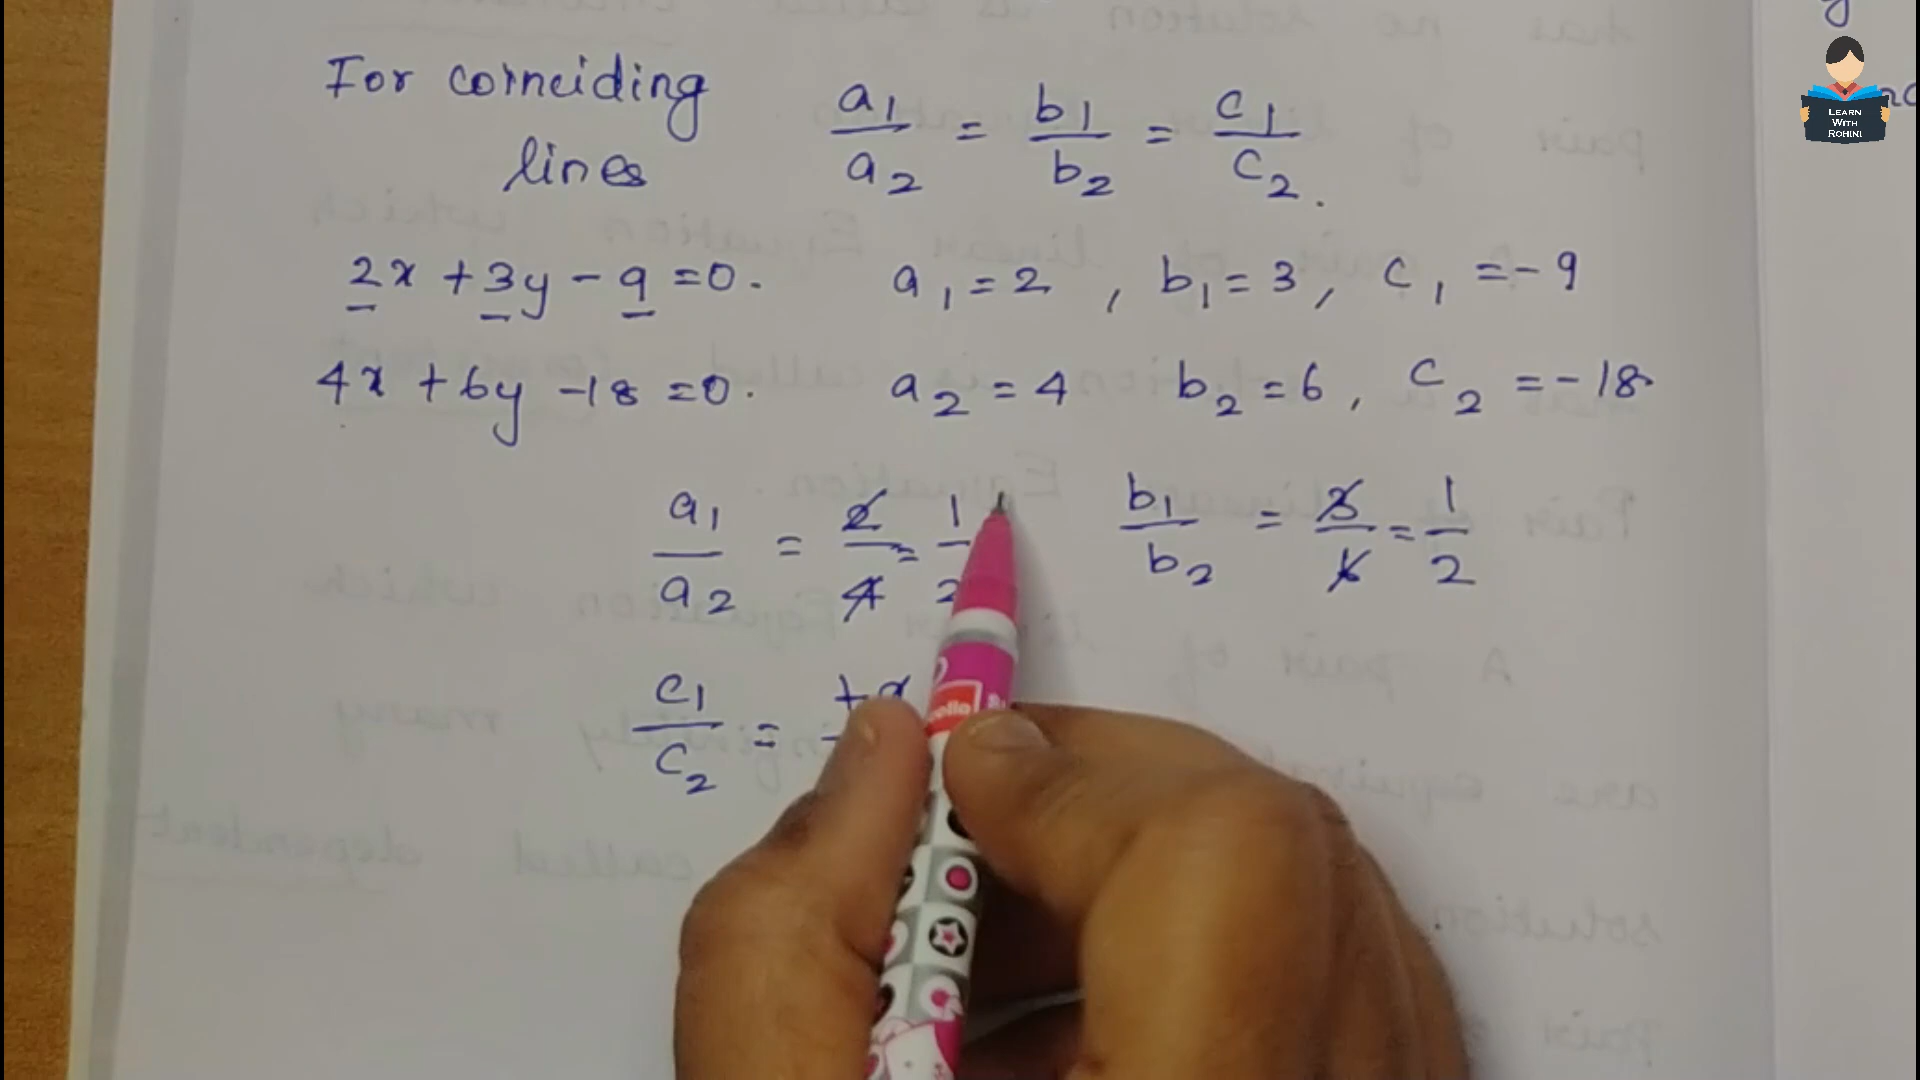 For coinciding lines
a1/a2 = b1/b2 = c1/c2.
2x + 3y - 9 = 0. a1 = 2, b1 = 3, c1 = -9
4x + 6y - 18 = 0. a2 = 4 b2 = 6, c2 = -18
a1/a2 = 2/4 = 1/2 b1/b2 = 3/6 = 1/2
c1/c2 =
LEARN
WITH
ROHINI